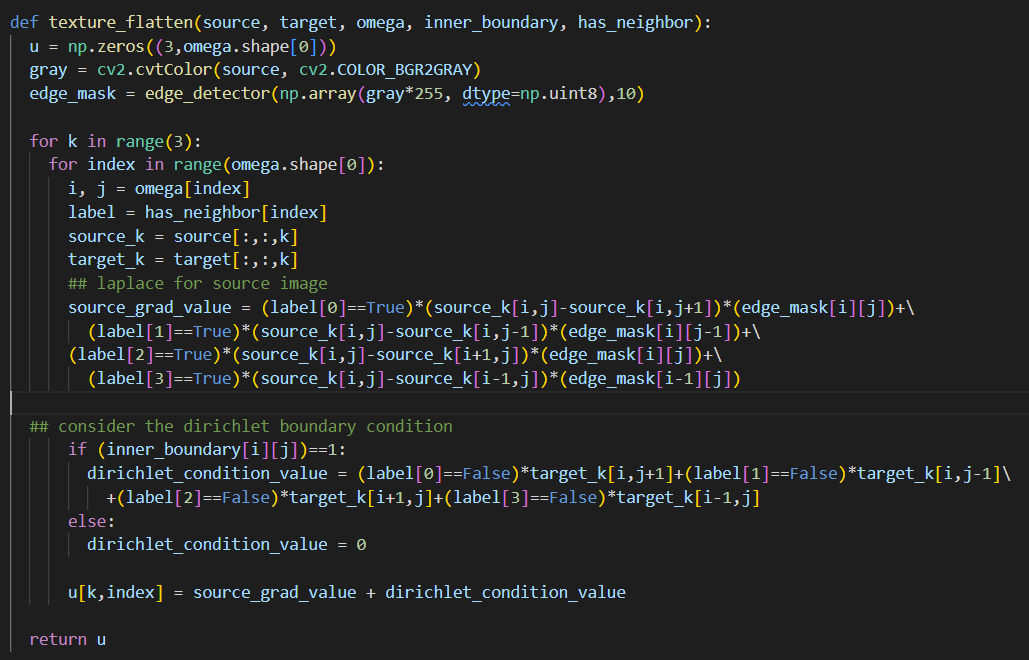 def texture_flatten(source, target, omega, inner_boundary, has_neighbor):
  u = np.zeros((3,omega.shape[0]))
  gray = cv2.cvtColor(source, cv2.COLOR_BGR2GRAY)
  edge_mask = edge_detector(np.array(gray*255, dtype=np.uint8),10)

  for k in range(3):
    for index in range(omega.shape[0]):
      i, j = omega[index]
      label = has_neighbor[index]
      source_k = source[:,:,k]
      target_k = target[:,:,k]
      ## laplace for source image
      source_grad_value = (label[0]==True)*(source_k[i,j]-source_k[i,j+1])*(edge_mask[i][j])+\
        (label[1]==True)*(source_k[i,j]-source_k[i,j-1])*(edge_mask[i][j-1])+\
      (label[2]==True)*(source_k[i,j]-source_k[i+1,j])*(edge_mask[i][j])+\
        (label[3]==True)*(source_k[i,j]-source_k[i-1,j])*(edge_mask[i-1][j])

  ## consider the dirichlet boundary condition
      if (inner_boundary[i][j])==1:
        dirichlet_condition_value = (label[0]==False)*target_k[i,j+1]+(label[1]==False)*target_k[i,j-1]\
          +(label[2]==False)*target_k[i+1,j]+(label[3]==False)*target_k[i-1,j]
      else:
        dirichlet_condition_value = 0

      u[k,index] = source_grad_value + dirichlet_condition_value

  return u